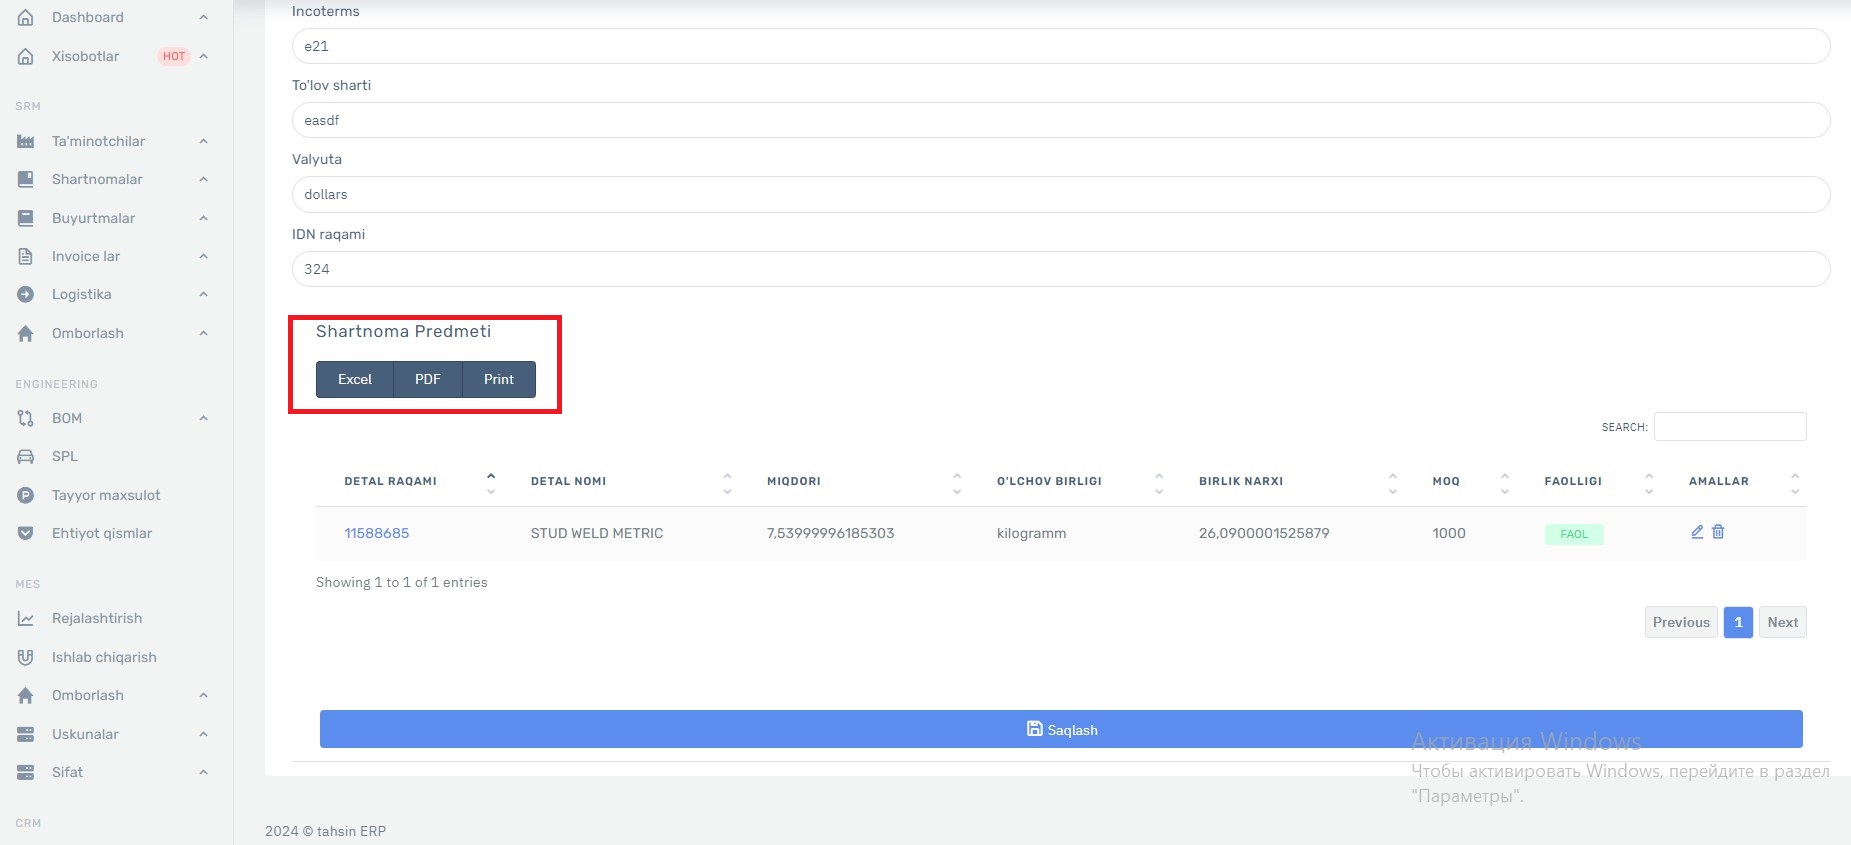 Dashboard
Xisobotlar HOT
SRM
Ta'minotchilar
Shartnomalar
Buyurtmalar
Invoice lar
Logistika
Omborlash
ENGINEERING
BOM
SPL
Tayyor maxsulot
Ehtiyot qismlar
MES
Rejalashtirish
Ishlab chiqarish
Omborlash
Uskunalar
Sifat
CRM
Incoterms
e21
To'lov sharti
easdf
Valyuta
dollars
IDN raqami
324
Shartnoma Predmeti
Excel PDF Print
SEARCH:
DETAL RAQAMI DETAL NOMI MIQDORI O'LCHOV BIRLIGI BIRLIK NARXI MOQ FAOLLIGI AMALLAR
11588685 STUD WELD METRIC 7,53999996185303 kilogramm 26,0900001525879 1000 FAOL
Showing 1 to 1 of 1 entries
Previous 1 Next
Saqlash
Активация Windows
Чтобы активировать Windows, перейдите в раздел
"Параметры".
2024 © tahsin ERP